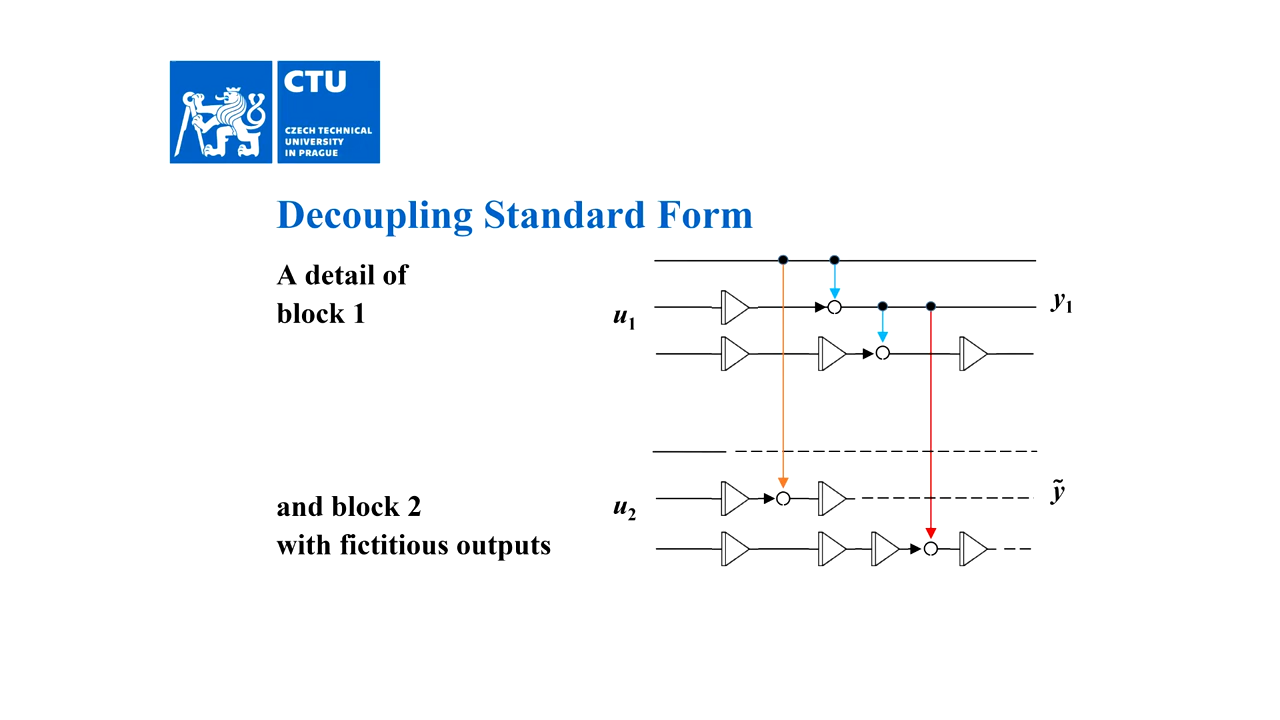 CTU
CZECH TECHNICAL
UNIVERSITY
IN PRAGUE
Decoupling Standard Form
A detail of
block 1
u₁
y₁
and block 2
with fictitious outputs
u₂
ỹ